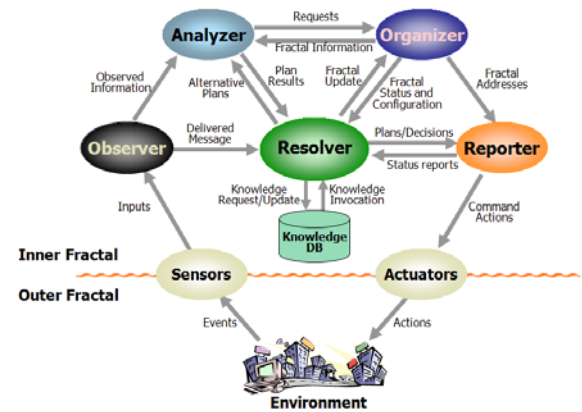 Requests
Analyzer
Organizer
Fractal Information
Observed
Information
Alternative
Plans
Plan
Results
Fractal
Update
Fractal
Status and
Configuration
Fractal
Addresses
Delivered
Message
Plans/Decisions
Observer
Resolver
Reporter
Status reports
Knowledge
Request/Update
Knowledge
Invocation
Inputs
Command
Actions
Knowledge
DB
Inner Fractal
Sensors
Actuators
Outer Fractal
Events
Actions
Environment